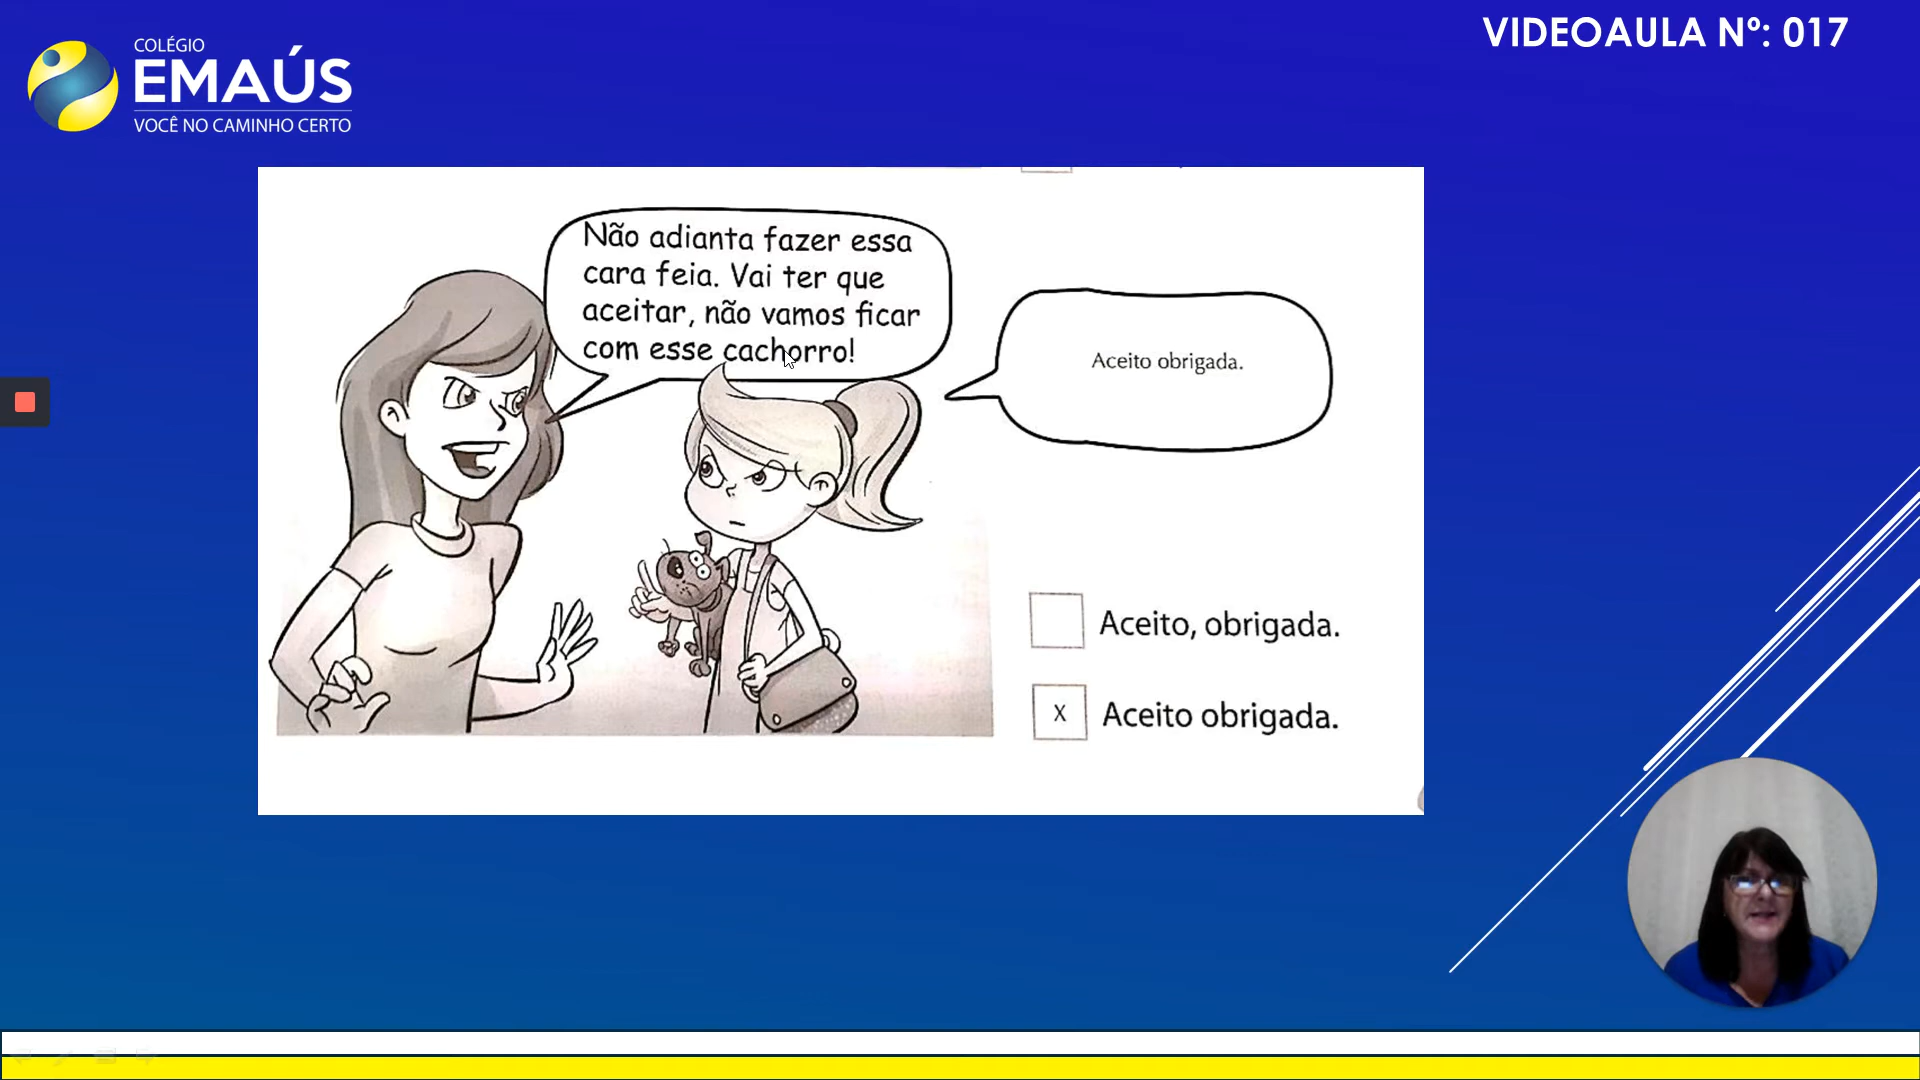 VIDEOAULA Nº: 017
COLÉGIO
EMAÚS
VOCÊ NO CAMINHO CERTO
Não adianta fazer essa
cara feia. Vai ter que
aceitar, não vamos ficar
com esse cachorro!
Aceito obrigada.
Aceito, obrigada.
X Aceito obrigada.